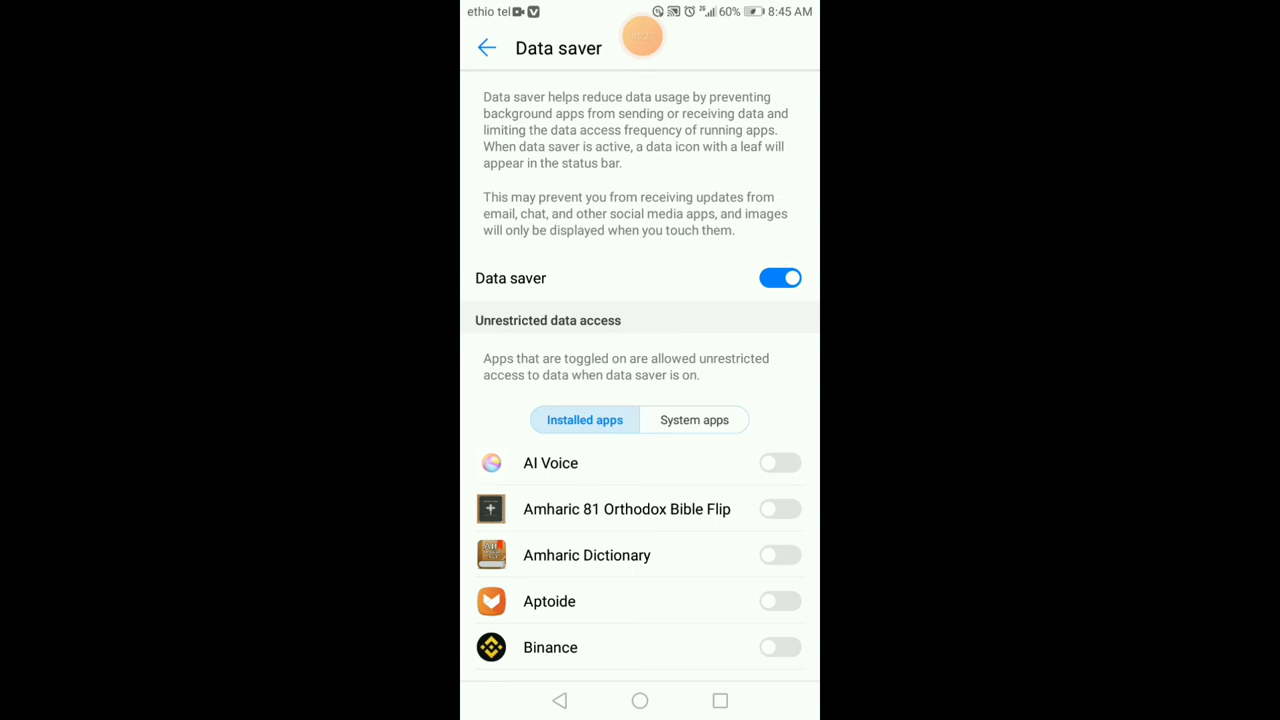 ethio tel
60%
8:45 AM
Data saver
Data saver helps reduce data usage by preventing
background apps from sending or receiving data and
limiting the data access frequency of running apps.
When data saver is active, a data icon with a leaf will
appear in the status bar.
This may prevent you from receiving updates from
email, chat, and other social media apps, and images
will only be displayed when you touch them.
Data saver
Unrestricted data access
Apps that are toggled on are allowed unrestricted
access to data when data saver is on.
Installed apps
System apps
AI Voice
Amharic 81 Orthodox Bible Flip
Amharic Dictionary
Aptoide
Binance